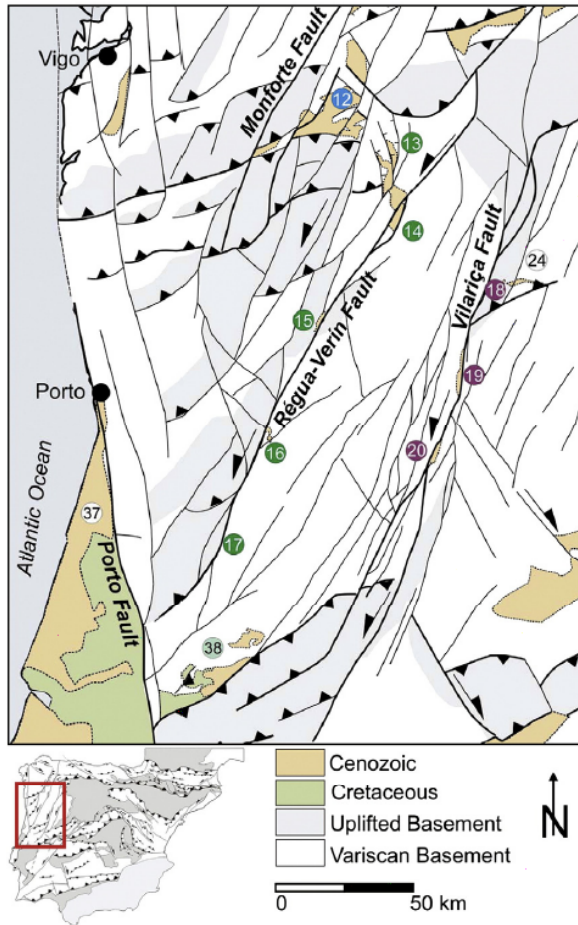 Vigo
Monforte Fault
12
13
14
Vilariça Fault
24
18
15
Régua-Verín Fault
19
Porto
16
20
Atlantic Ocean
37
Porto Fault
17
38
Cenozoic
Cretaceous
Uplifted Basement
Variscan Basement
N
0 50 km